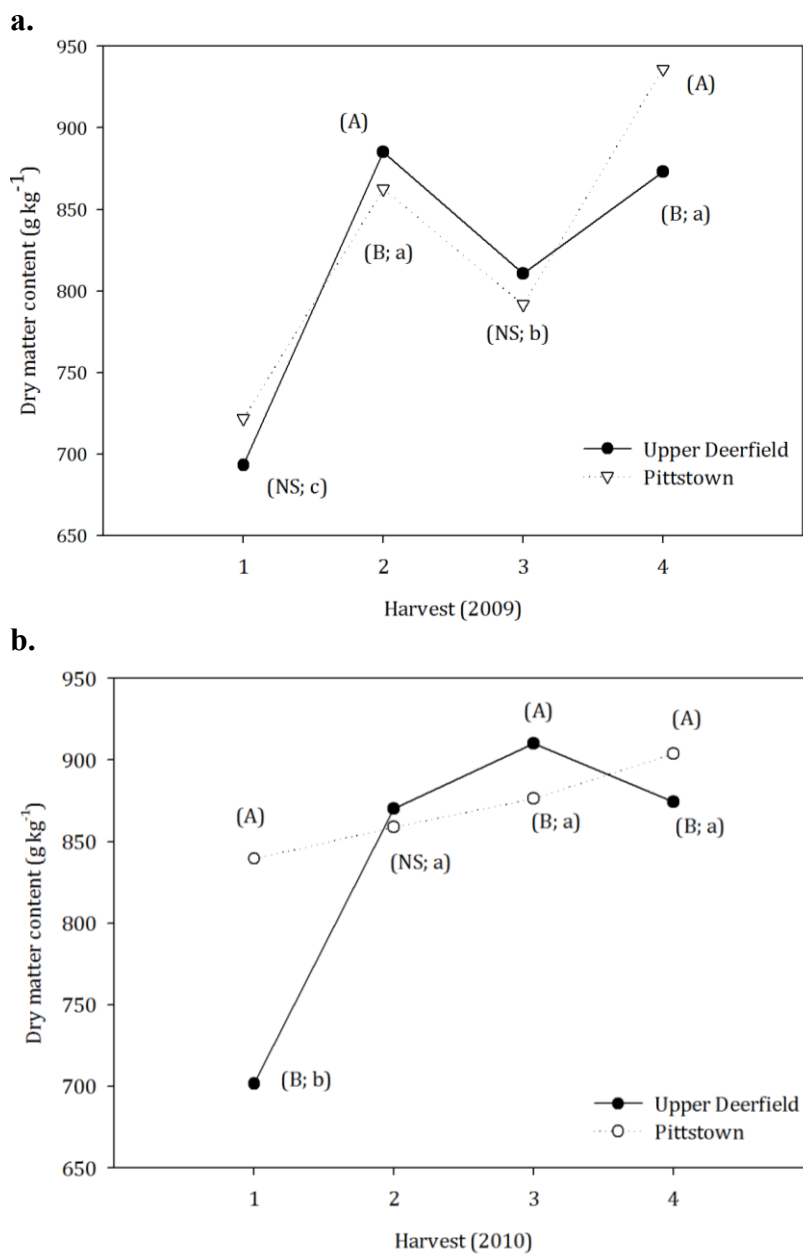 a.
950
900
850
800
750
700
650
Dry matter content (g kg⁻¹)
(A)
(A)
(B; a)
(B; a)
(NS; b)
(NS; c)
Upper Deerfield
Pittstown
1 2 3 4
Harvest (2009)
b.
950
900
850
800
750
700
650
Dry matter content (g kg⁻¹)
(A)
(A)
(A)
(B; a)
(B; a)
(NS; a)
(B; b)
Upper Deerfield
Pittstown
1 2 3 4
Harvest (2010)